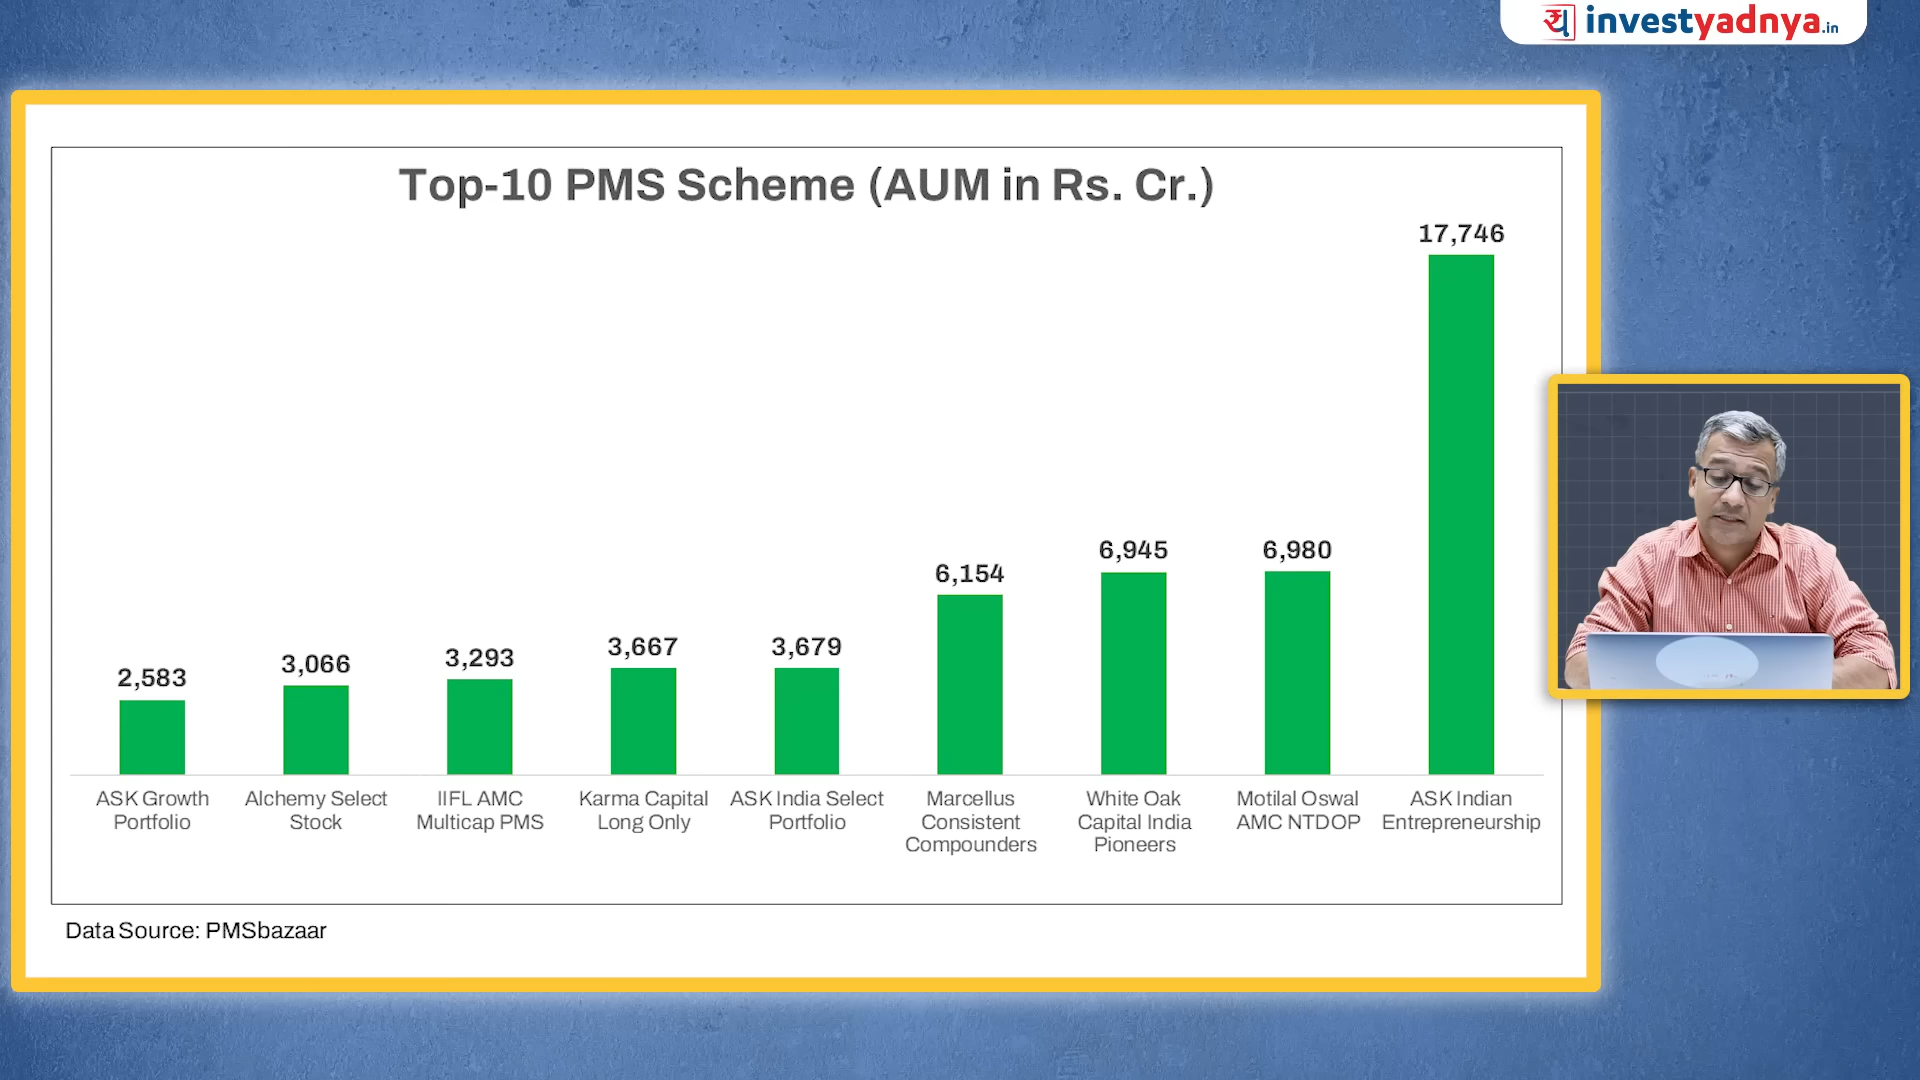 य investyadnya.in
Top-10 PMS Scheme (AUM in Rs. Cr.)
17,746
6,980
6,945
6,154
3,679
3,667
3,293
3,066
2,583
ASK Growth
Portfolio
Alchemy Select
Stock
IIFL AMC
Multicap PMS
Karma Capital
Long Only
ASK India Select
Portfolio
Marcellus
Consistent
Compounders
White Oak
Capital India
Pioneers
Motilal Oswal
AMC NTDOP
ASK Indian
Entrepreneurship
Data Source: PMSbazaar